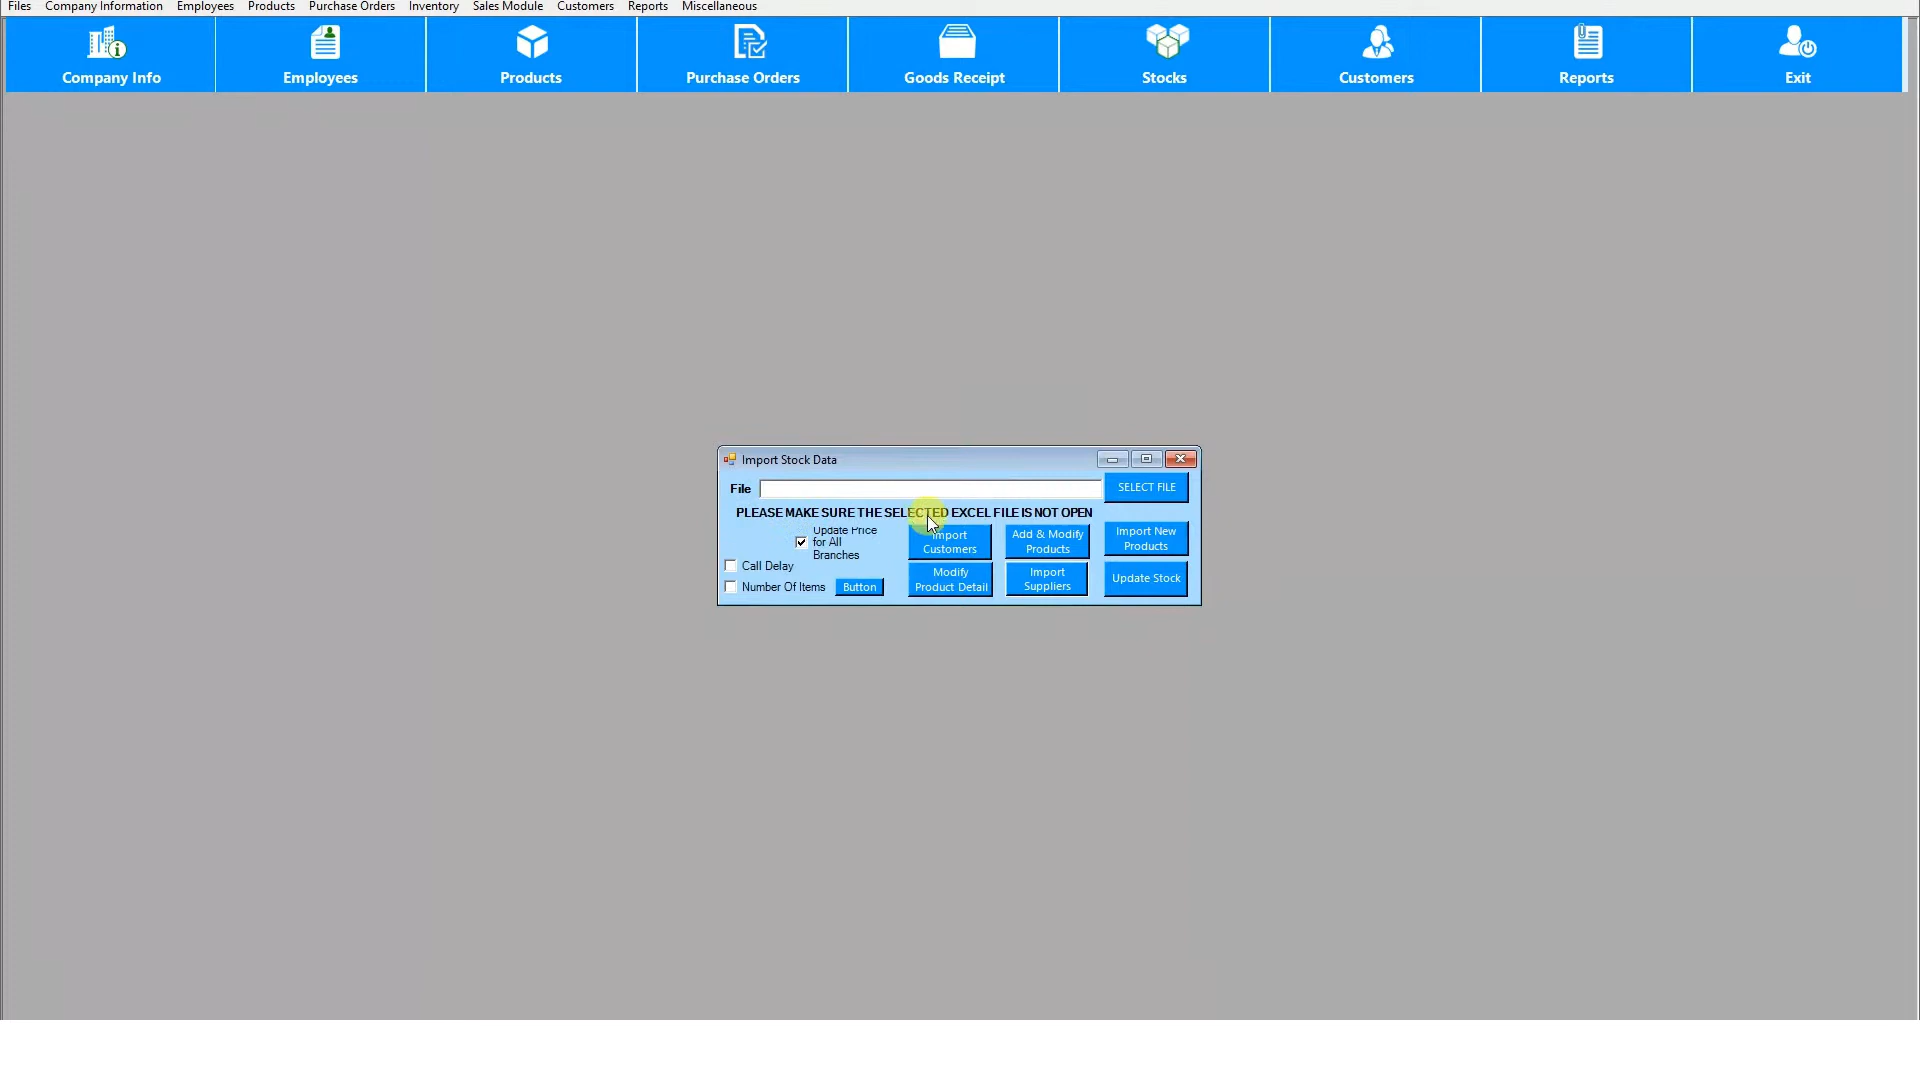 Files Company Information Employees Products Purchase Orders Inventory Sales Module Customers Reports Miscellaneous
Company Info Employees Products Purchase Orders Goods Receipt Stocks Customers Reports Exit
Import Stock Data
File
SELECT FILE
PLEASE MAKE SURE THE SELECTED EXCEL FILE IS NOT OPEN
Update Price
for All
Branches
Import
Customers
Add & Modify
Products
Import New
Products
Call Delay
Number Of Items
Button
Modify
Product Detail
Import
Suppliers
Update Stock